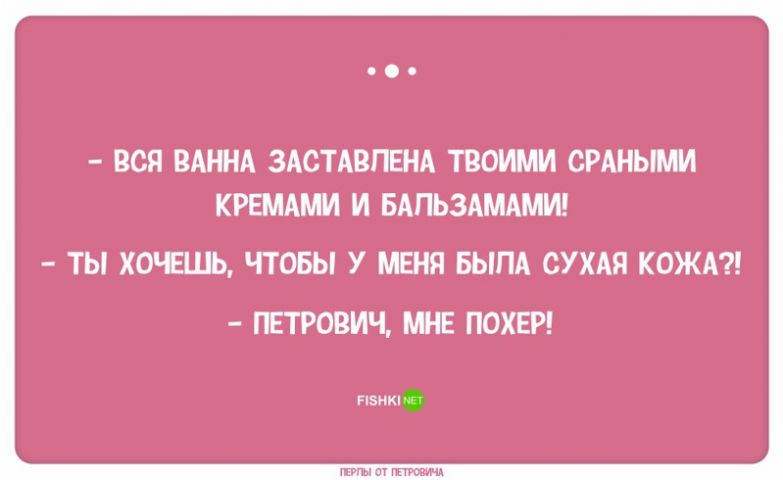 - ВСЯ ВАННА ЗАСТАВЛЕНА ТВОИМИ СРАНЫМИ
КРЕМАМИ И БАЛЬЗАМАМИ!
- ТЫ ХОЧЕШЬ, ЧТОБЫ У МЕНЯ БЫЛА СУХАЯ КОЖА?!
- ПЕТРОВИЧ, МНЕ ПОХЕР!
FISHKI NET
ПЕРЛЫ ОТ ПЕТРОВИЧА